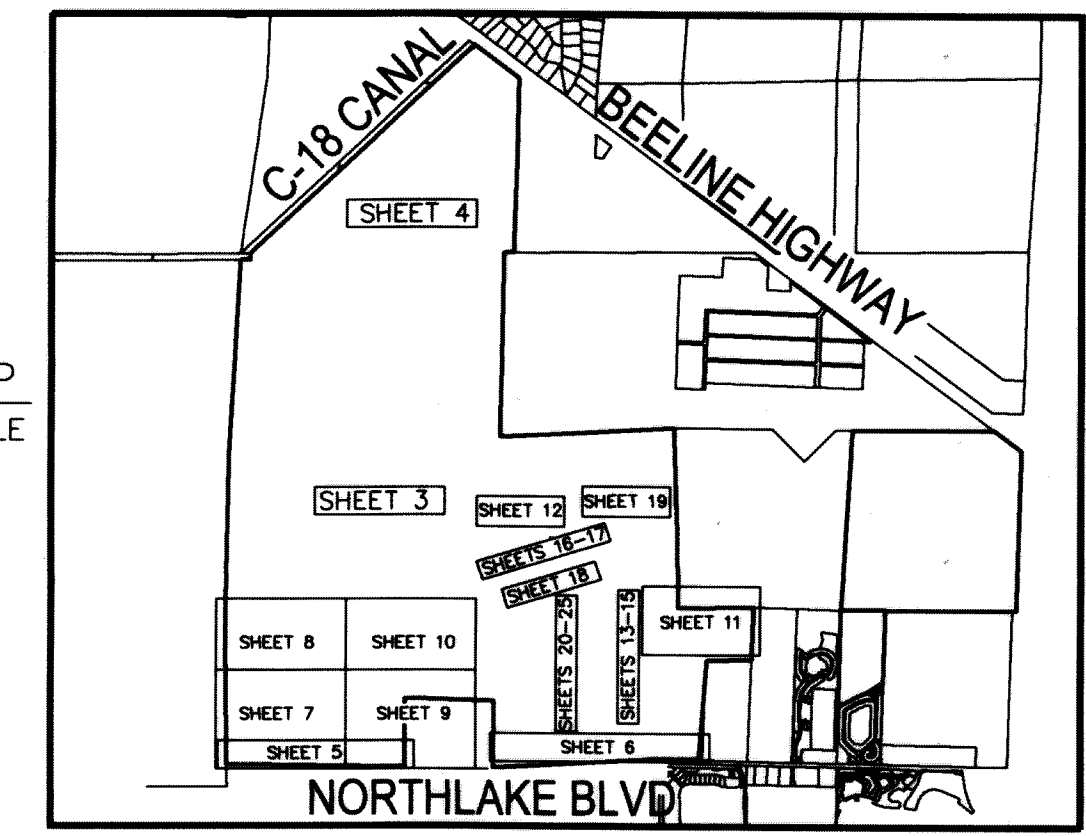 C-18 CANAL
BEELINE HIGHWAY
SHEET 4
P
LE
SHEET 3
SHEET 12
SHEET 19
SHEETS 16-17
SHEET 18
SHEETS 20-25
SHEETS 13-15
SHEET 11
SHEET 8
SHEET 10
SHEET 7
SHEET 9
SHEET 5
SHEET 6
NORTHLAKE BLVD